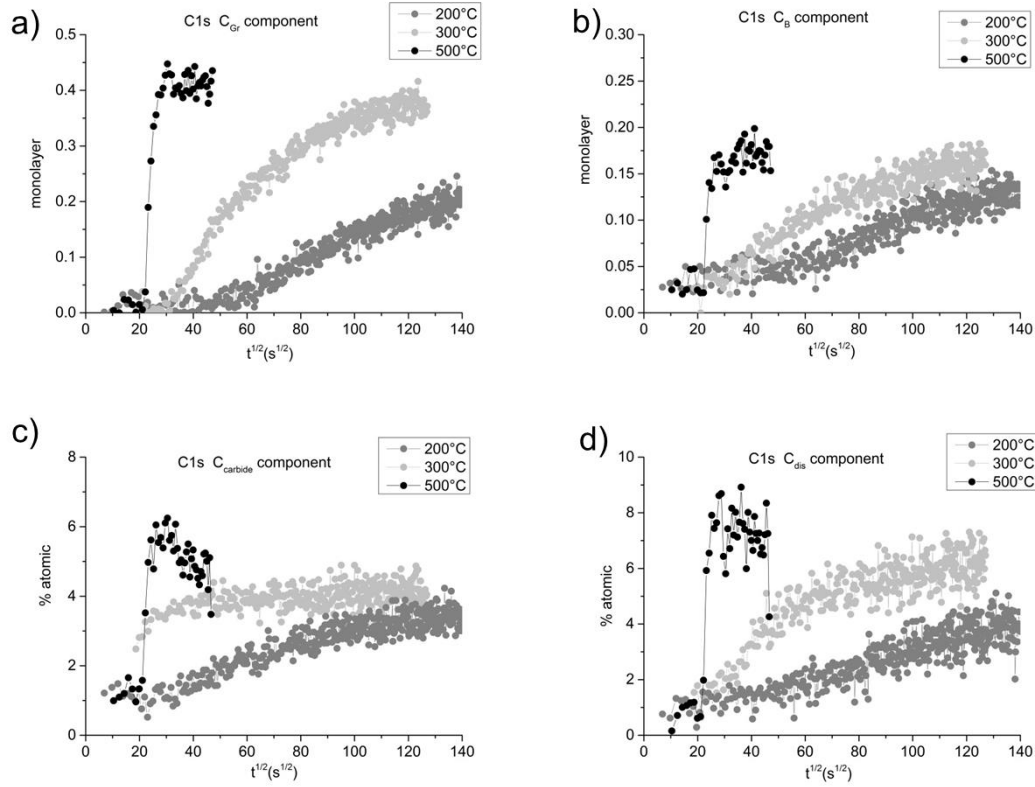 a)
C1s C_Gr component
200°C
300°C
500°C
0.5
0.4
0.3
0.2
0.1
0.0
monolayer
0 20 40 60 80 100 120 140
t^1/2(s^1/2)
b)
C1s C_B component
200°C
300°C
500°C
0.30
0.25
0.20
0.15
0.10
0.05
0.00
monolayer
0 20 40 60 80 100 120 140
t^1/2(s^1/2)
c)
C1s C_carbide component
200°C
300°C
500°C
8
6
4
2
0
% atomic
0 20 40 60 80 100 120 140
t^1/2(s^1/2)
d)
C1s C_dis component
200°C
300°C
500°C
10
8
6
4
2
0
% atomic
0 20 40 60 80 100 120 140
t^1/2(s^1/2)